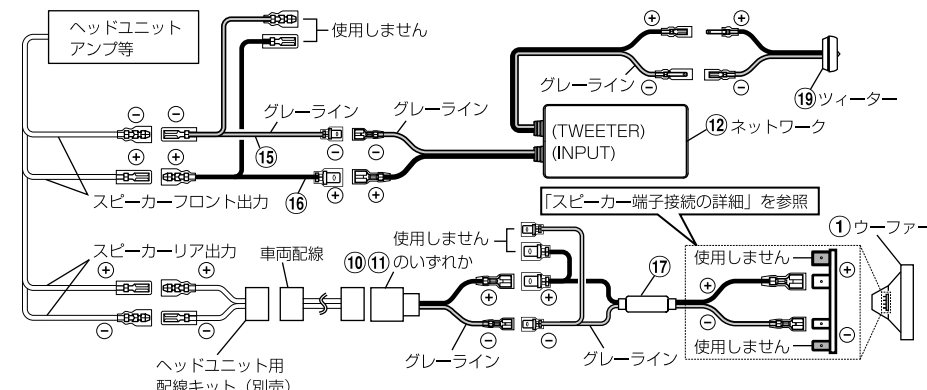 ヘッドユニット
アンプ等
使用しません
⊕ ⊕
グレーライン
⊖ ⊖
⑲ツィーター
⊖ ⊖
グレーライン
グレーライン
(TWEETER)
(INPUT)
⑫ネットワーク
⑮
⊖ ⊖
⊕ ⊕
スピーカーフロント出力
⑯
⊕ ⊕
「スピーカー端子接続の詳細」を参照
①ウーファー
スピーカーリア出力
車両配線
⑩⑪
のいずれか
使用しません
⑰
使用しません
⊕ ⊕
⊕ ⊕
⊕ ⊕
⊖ ⊖
⊖ ⊖
⊖ ⊖
使用しません
グレーライン
グレーライン
ヘッドユニット用
配線キット（別売）